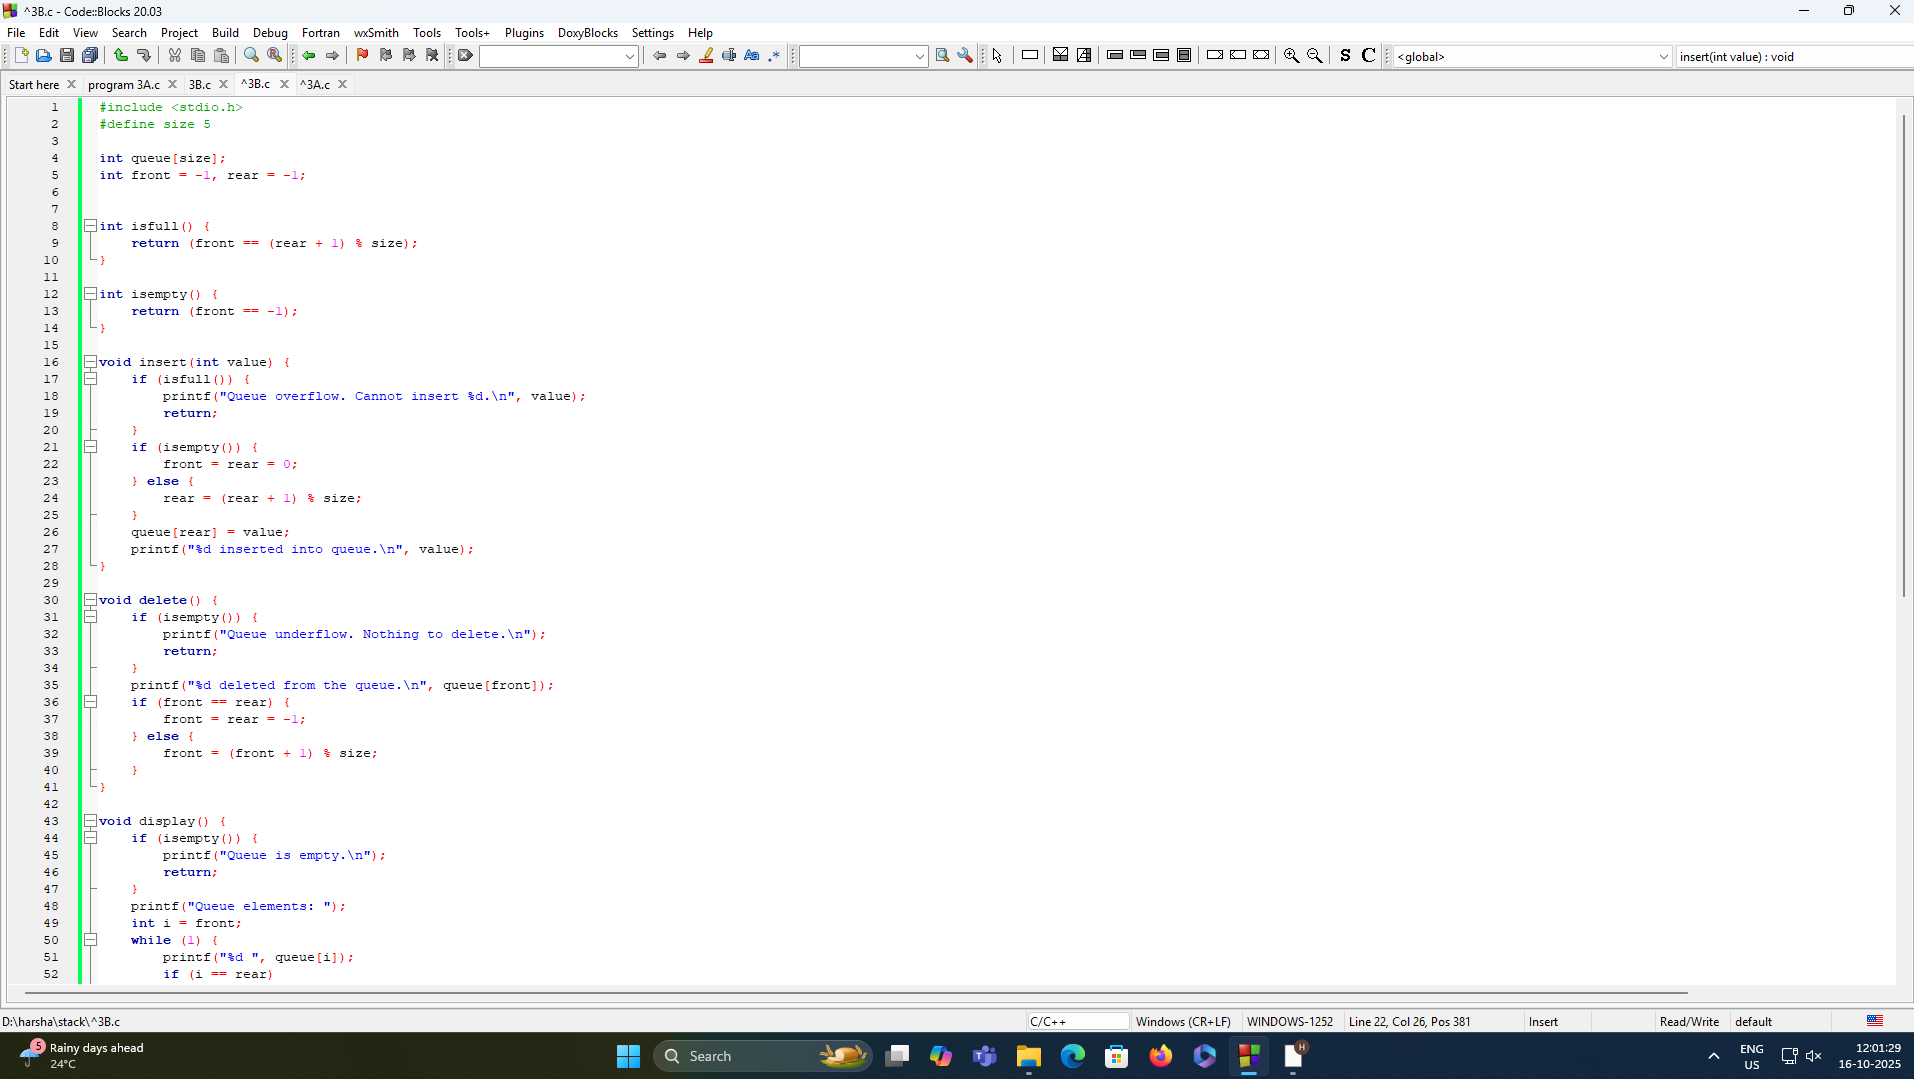 ^3B.c - Code::Blocks 20.03
File Edit View Search Project Build Debug Fortran wxSmith Tools Tools+ Plugins DoxyBlocks Settings Help
S C <global> insert(int value) : void
Start here program 3A.c 3B.c ^3B.c ^3A.c
1 #include <stdio.h>
2 #define size 5
3
4 int queue[size];
5 int front = -1, rear = -1;
6
7
8 int isfull() {
9 return (front == (rear + 1) % size);
10 }
11
12 int isempty() {
13 return (front == -1);
14 }
15
16 void insert(int value) {
17 if (isfull()) {
18 printf("Queue overflow. Cannot insert %d.\n", value);
19 return;
20 }
21 if (isempty()) {
22 front = rear = 0;
23 } else {
24 rear = (rear + 1) % size;
25 }
26 queue[rear] = value;
27 printf("%d inserted into queue.\n", value);
28 }
29
30 void delete() {
31 if (isempty()) {
32 printf("Queue underflow. Nothing to delete.\n");
33 return;
34 }
35 printf("%d deleted from the queue.\n", queue[front]);
36 if (front == rear) {
37 front = rear = -1;
38 } else {
39 front = (front + 1) % size;
40 }
41 }
42
43 void display() {
44 if (isempty()) {
45 printf("Queue is empty.\n");
46 return;
47 }
48 printf("Queue elements: ");
49 int i = front;
50 while (1) {
51 printf("%d ", queue[i]);
52 if (i == rear)
D:\harsha\stack\^3B.c C/C++ Windows (CR+LF) WINDOWS-1252 Line 22, Col 26, Pos 381 Insert Read/Write default
5 Rainy days ahead
24°C
Search
H
ENG
US
12:01:29
16-10-2025